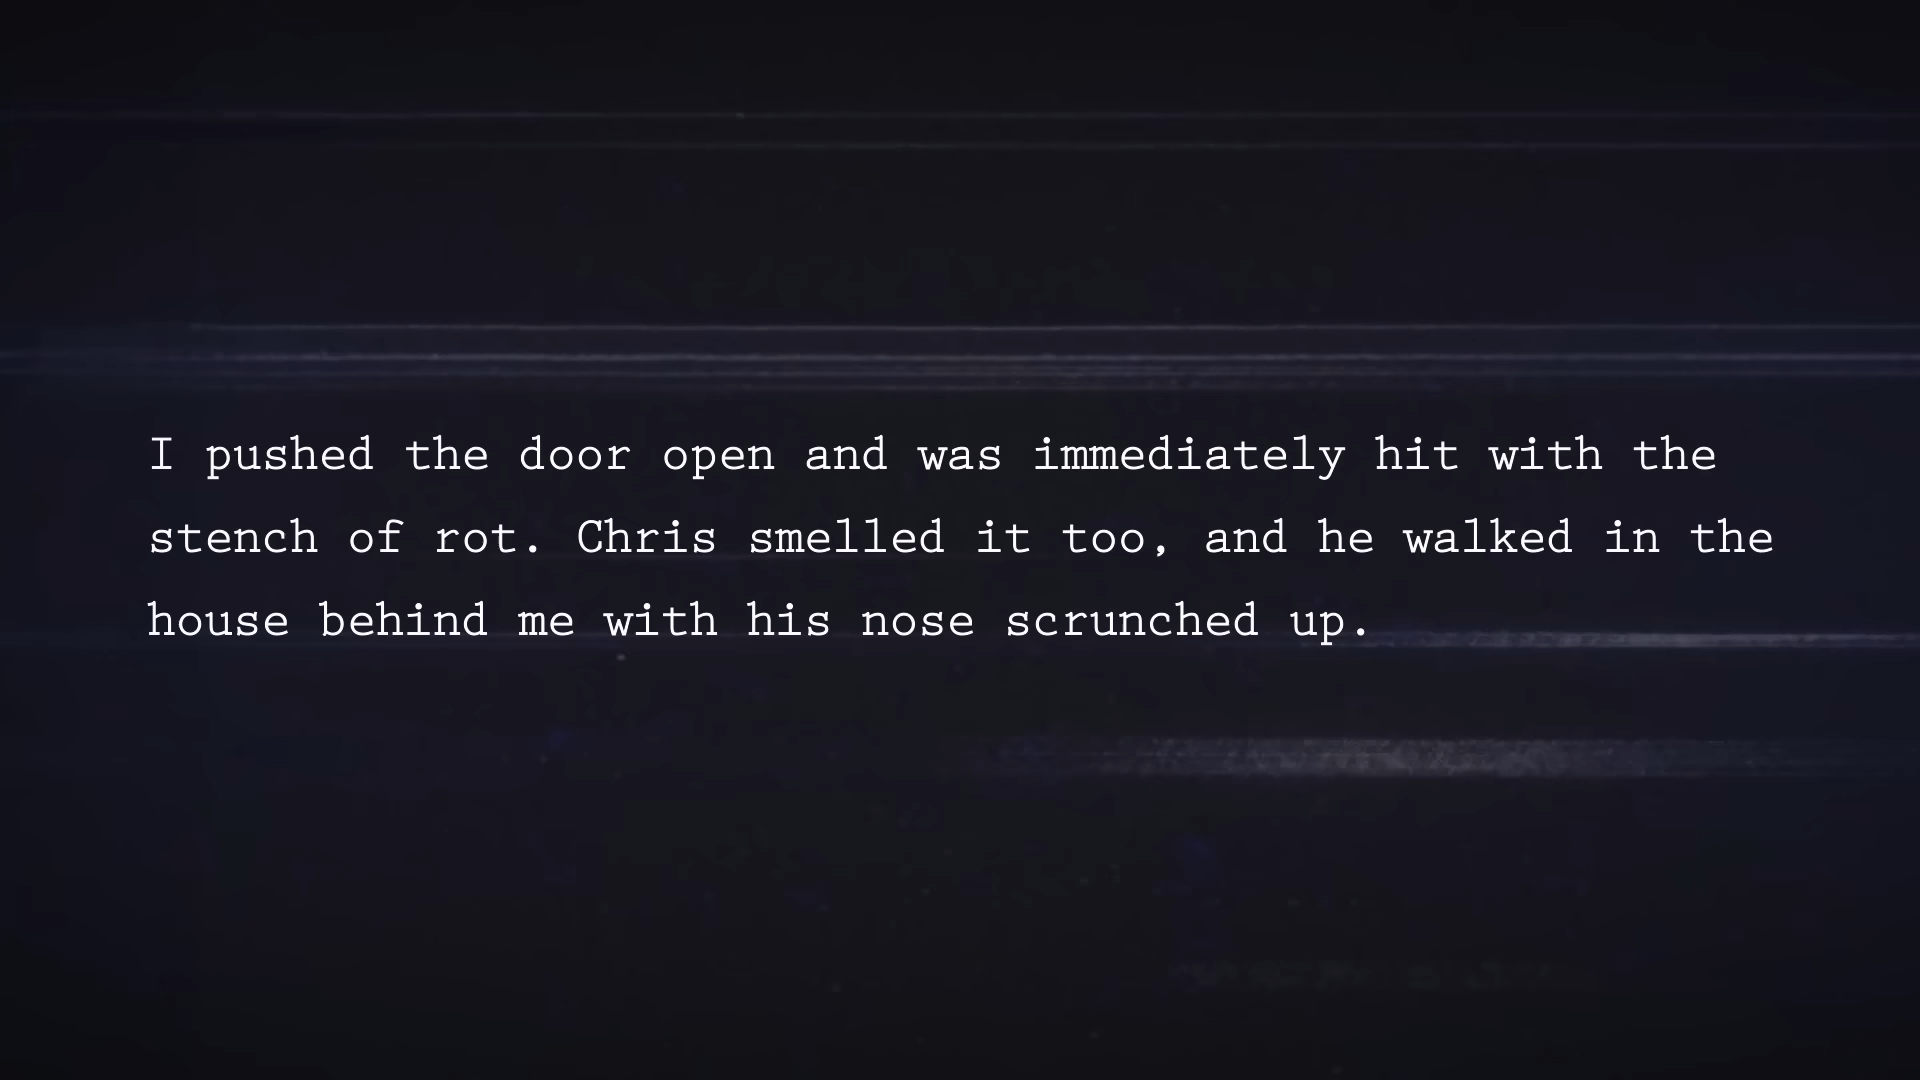 I pushed the door open and was immediately hit with the
stench of rot. Chris smelled it too, and he walked in the
house behind me with his nose scrunched up.